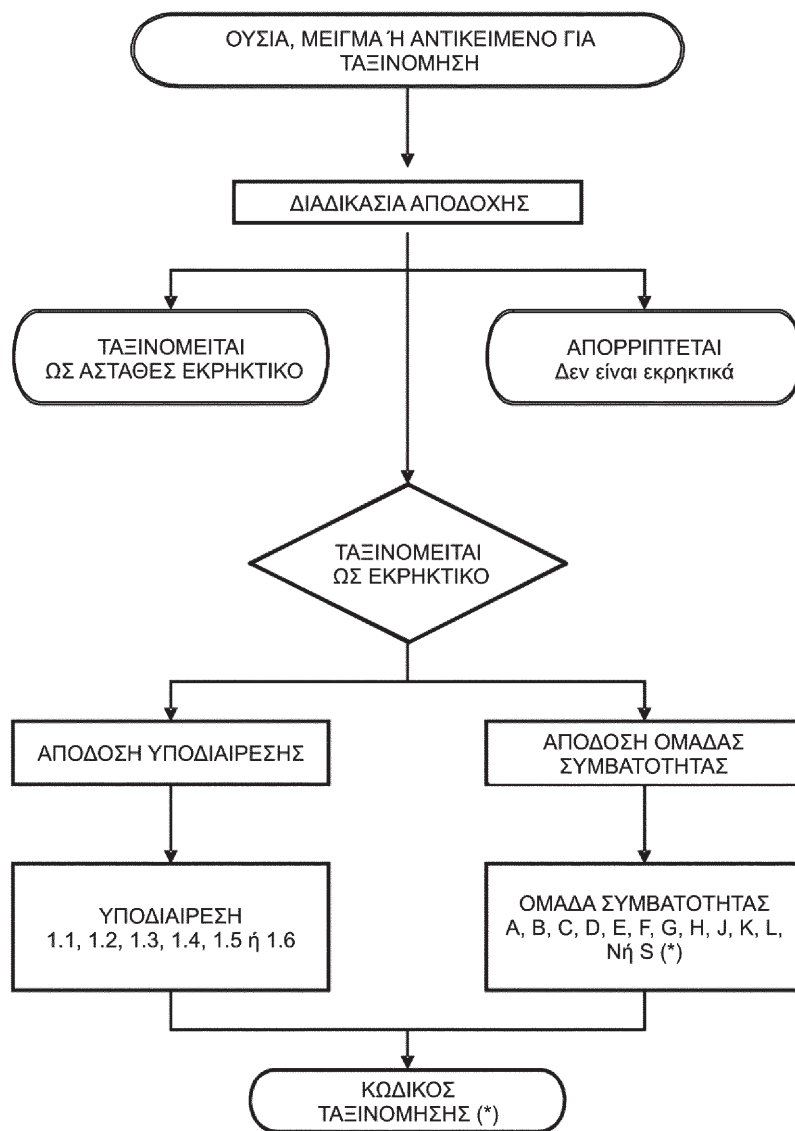 ΟΥΣΙΑ, ΜΕΙΓΜΑ Ή ΑΝΤΙΚΕΙΜΕΝΟ ΓΙΑ
ΤΑΞΙΝΟΜΗΣΗ
ΔΙΑΔΙΚΑΣΙΑ ΑΠΟΔΟΧΗΣ
ΤΑΞΙΝΟΜΕΙΤΑΙ
ΩΣ ΑΣΤΑΘΕΣ ΕΚΡΗΚΤΙΚΟ
ΑΠΟΡΡΙΠΤΕΤΑΙ
Δεν είναι εκρηκτικά
ΤΑΞΙΝΟΜΕΙΤΑΙ
ΩΣ ΕΚΡΗΚΤΙΚΟ
ΑΠΟΔΟΣΗ ΥΠΟΔΙΑΙΡΕΣΗΣ
ΑΠΟΔΟΣΗ ΟΜΑΔΑΣ
ΣΥΜΒΑΤΟΤΗΤΑΣ
ΥΠΟΔΙΑΙΡΕΣΗ
1.1, 1.2, 1.3, 1.4, 1.5 ή 1.6
ΟΜΑΔΑ ΣΥΜΒΑΤΟΤΗΤΑΣ
A, B, C, D, E, F, G, H, J, K, L,
Nή S (*)
ΚΩΔΙΚΟΣ
ΤΑΞΙΝΟΜΗΣΗΣ (*)